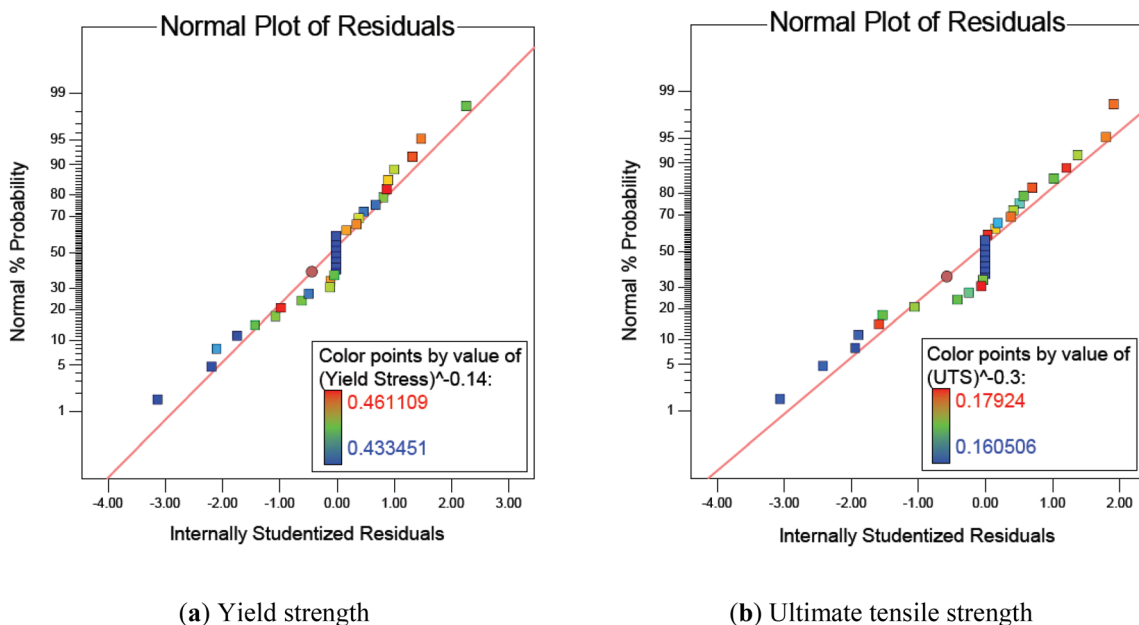 Normal Plot of Residuals
Normal % Probability
99
95
90
80
70
50
30
20
10
5
1
Color points by value of
(Yield Stress)^-0.14:
0.461109
0.433451
-4.00 -3.00 -2.00 -1.00 0.00 1.00 2.00 3.00
Internally Studentized Residuals
(a) Yield strength
Normal Plot of Residuals
Normal % Probability
99
95
90
80
70
50
30
20
10
5
1
Color points by value of
(UTS)^-0.3:
0.17924
0.160506
-4.00 -3.00 -2.00 -1.00 0.00 1.00 2.00
Internally Studentized Residuals
(b) Ultimate tensile strength